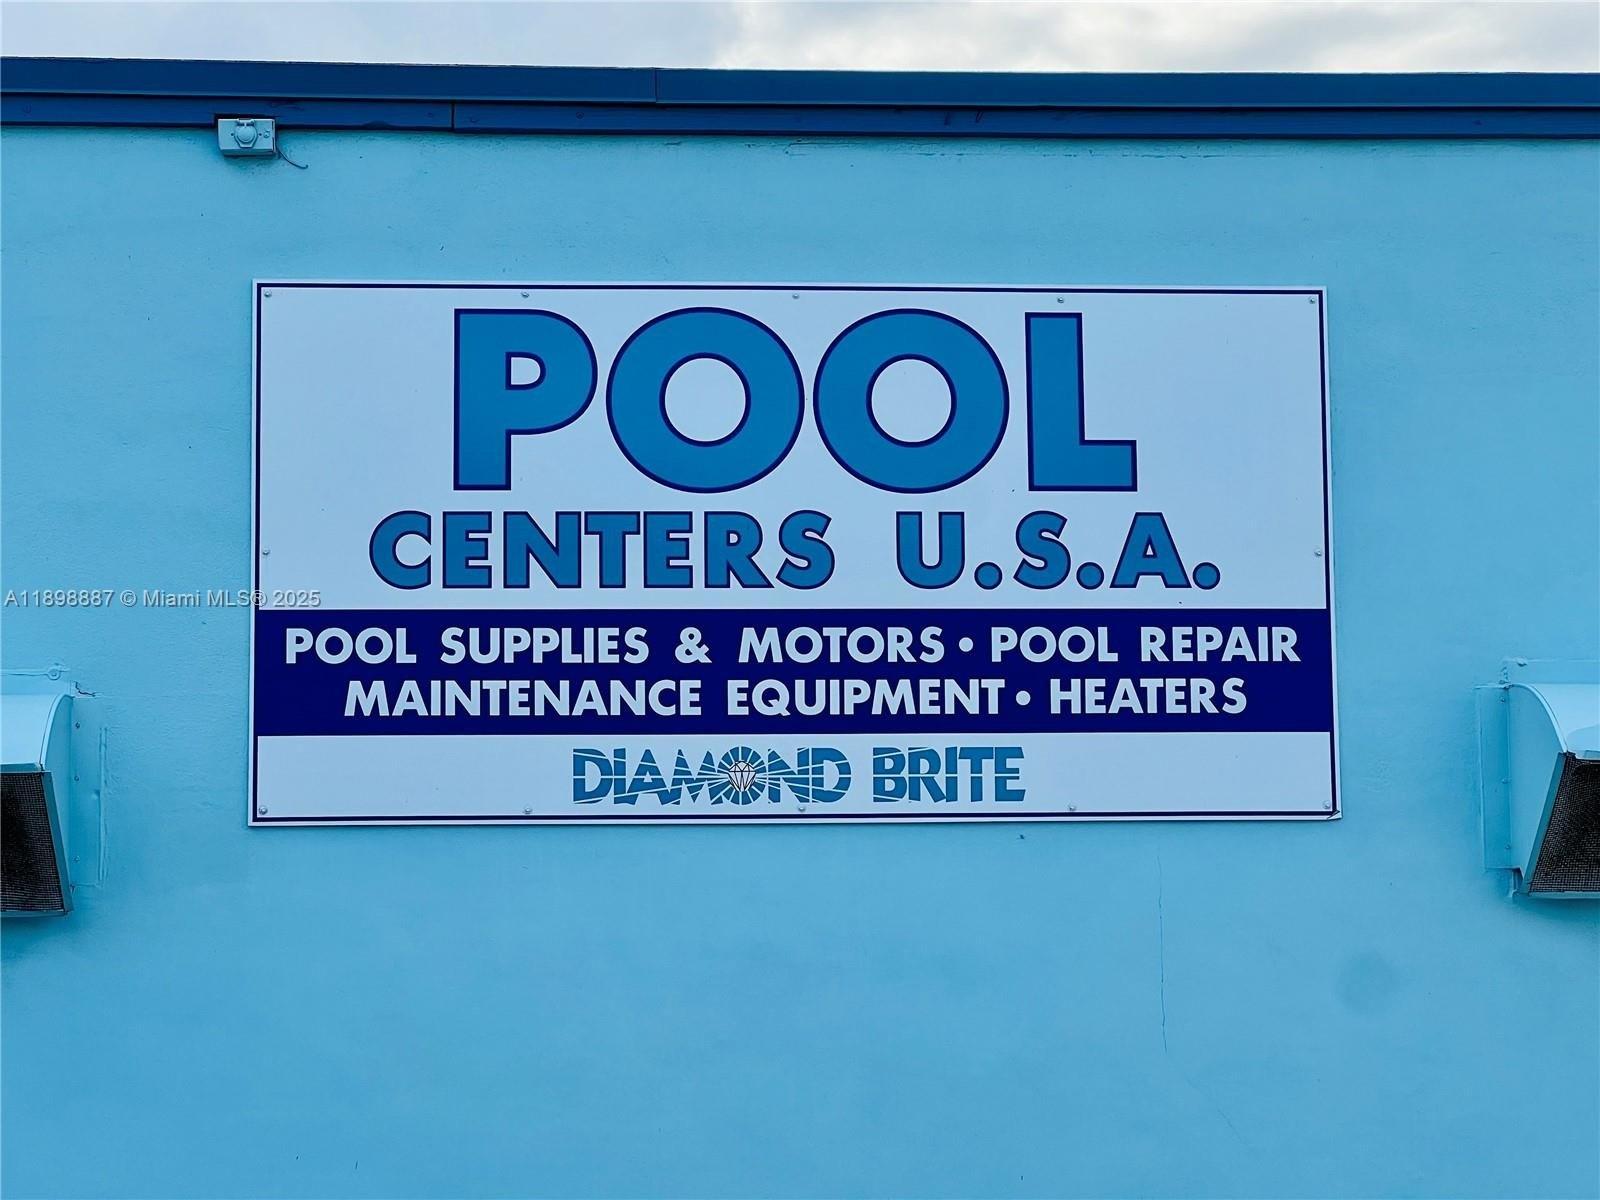 POOL
CENTERS U.S.A.
A11898887 © Miami MLS® 2025
POOL SUPPLIES & MOTORS • POOL REPAIR
MAINTENANCE EQUIPMENT • HEATERS
DIAMOND BRITE